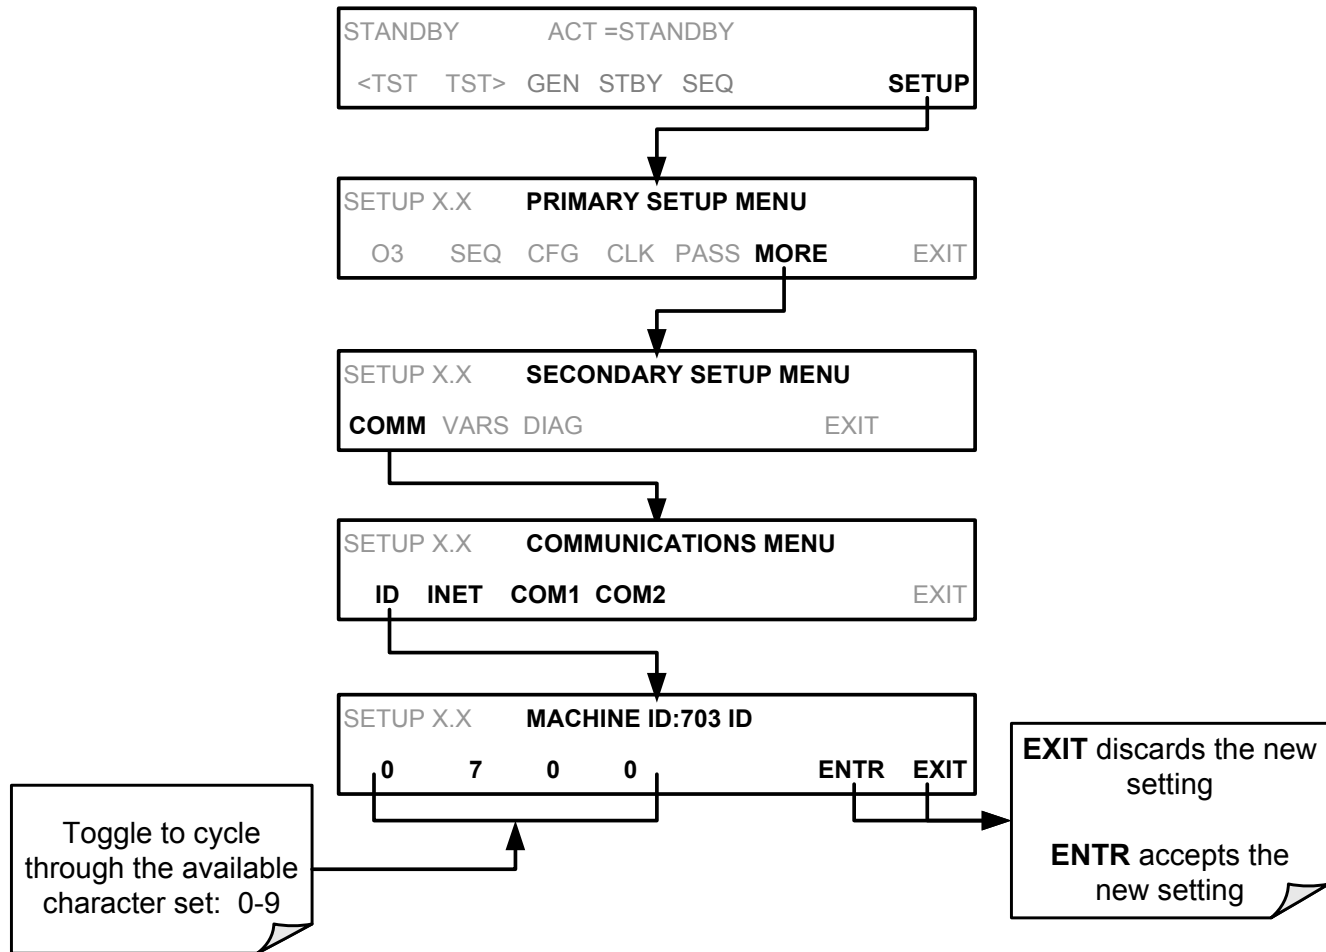 STANDBY ACT =STANDBY
<TST TST> GEN STBY SEQ SETUP
SETUP X.X PRIMARY SETUP MENU
O3 SEQ CFG CLK PASS MORE EXIT
SETUP X.X SECONDARY SETUP MENU
COMM VARS DIAG EXIT
SETUP X.X COMMUNICATIONS MENU
ID INET COM1 COM2 EXIT
SETUP X.X MACHINE ID:703 ID
0 7 0 0 ENTR EXIT
Toggle to cycle
through the available
character set: 0-9
EXIT discards the new
setting
ENTR accepts the
new setting